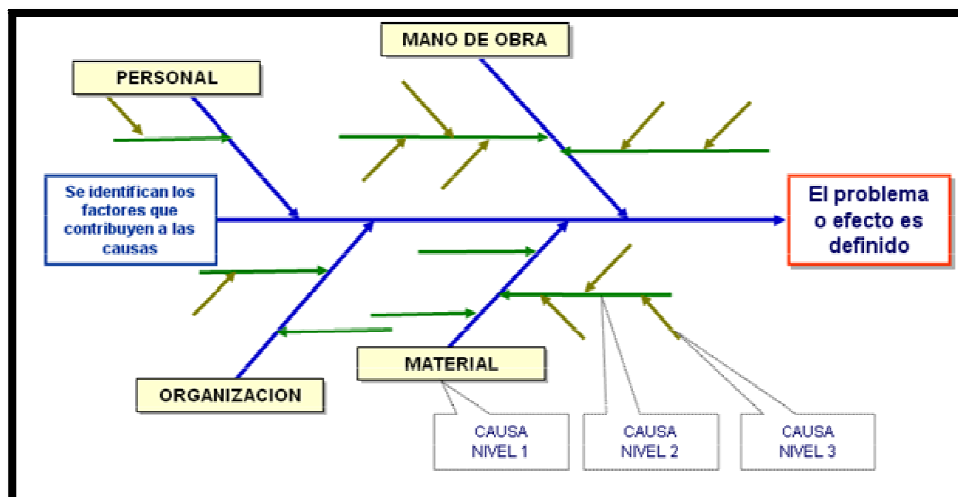 MANO DE OBRA
PERSONAL
Se identifican los
factores que
contribuyen a las
causas
El problema
o efecto es
definido
ORGANIZACION
MATERIAL
CAUSA
NIVEL 1
CAUSA
NIVEL 2
CAUSA
NIVEL 3